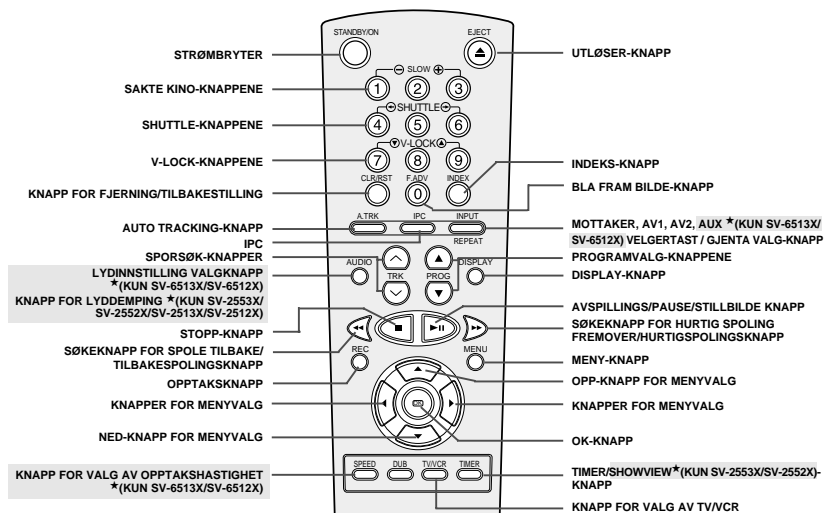 STRØMBRYTER
SAKTE KINO-KNAPPENE
SHUTTLE-KNAPPENE
V-LOCK-KNAPPENE
KNAPP FOR FJERNING/TILBAKESTILLING
AUTO TRACKING-KNAPP
IPC
SPORSØK-KNAPPER
LYDINNSTILLING VALGKNAPP
★(KUN SV-6513X/SV-6512X)
KNAPP FOR LYDDEMPING ★(KUN SV-2553X/
SV-2552X/SV-2513X/SV-2512X)
STOPP-KNAPP
SØKEKNAPP FOR SPOLE TILBAKE/
TILBAKESPOLINGSKNAPP
OPPTAKSKNAPP
KNAPPER FOR MENYVALG
NED-KNAPP FOR MENYVALG
KNAPP FOR VALG AV OPPTAKSHASTIGHET
★(KUN SV-6513X/SV-6512X)
STANDBY/ON
EJECT
SLOW
1 2 3
SHUTTLE
4 5 6
V-LOCK
7 8 9
CLR/RST F.ADV INDEX
0
A.TRK IPC INPUT
REPEAT
AUDIO DISPLAY
TRK PROG
REC MENU
OK
SPEED DUB TV/VCR TIMER
UTLØSER-KNAPP
INDEKS-KNAPP
BLA FRAM BILDE-KNAPP
MOTTAKER, AV1, AV2, AUX ★(KUN SV-6513X/
SV-6512X) VELGERTAST / GJENTA VALG-KNAPP
PROGRAMVALG-KNAPPENE
DISPLAY-KNAPP
AVSPILLINGS/PAUSE/STILLBILDE KNAPP
SØKEKNAPP FOR HURTIG SPOLING
FREMOVER/HURTIGSPOLINGSKNAPP
MENY-KNAPP
OPP-KNAPP FOR MENYVALG
KNAPPER FOR MENYVALG
OK-KNAPP
TIMER/SHOWVIEW★(KUN SV-2553X/SV-2552X)-
KNAPP
KNAPP FOR VALG AV TV/VCR